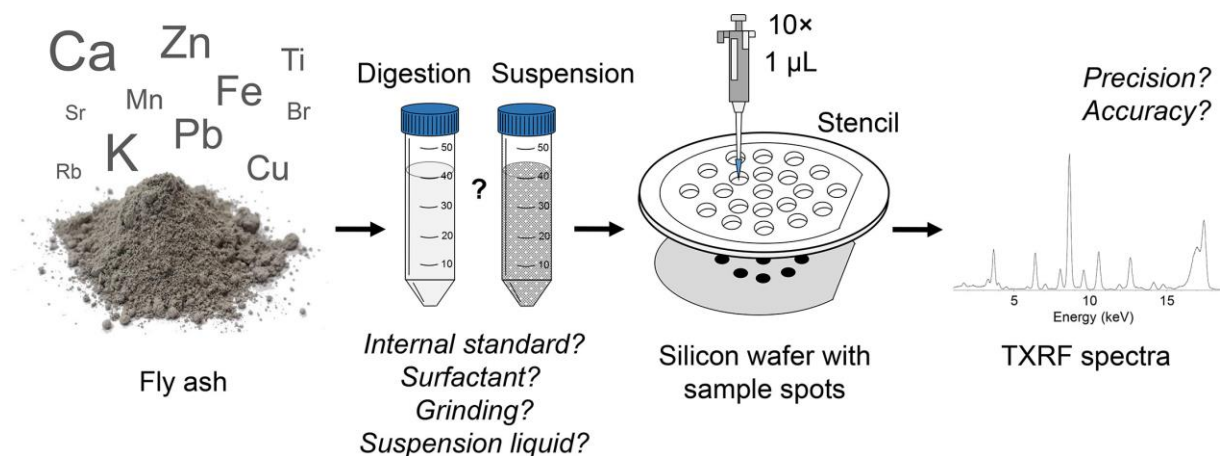 Ca
Zn
Ti
Sr
Mn
Fe
Br
K
Pb
Rb
Cu
Fly ash
Digestion
Suspension
50
40
30
20
10
?
50
40
30
20
10
Internal standard?
Surfactant?
Grinding?
Suspension liquid?
10×
1 µL
Stencil
Silicon wafer with
sample spots
Precision?
Accuracy?
5
10
15
Energy (keV)
TXRF spectra